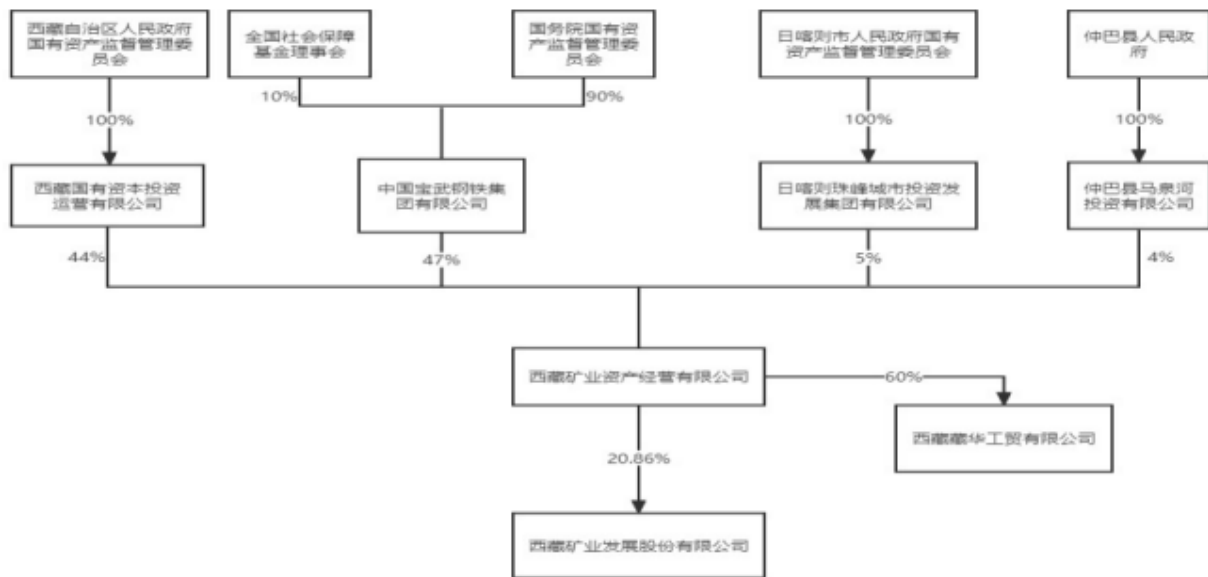 西藏自治区人民政府
国有资产监督管理委
员会
全国社会保障
基金理事会
国务院国有资
产监督管理委
员会
日喀则市人民政府国有
资产监督管理委员会
仲巴县人民政
府
100%
10%
90%
100%
100%
西藏国有资本投资
运营有限公司
中国宝武钢铁集
团有限公司
日喀则珠峰城市投资发
展集团有限公司
仲巴县马泉河
投资有限公司
44%
47%
5%
4%
西藏矿业资产经营有限公司
60%
西藏藏华工贸有限公司
20.86%
西藏矿业发展股份有限公司